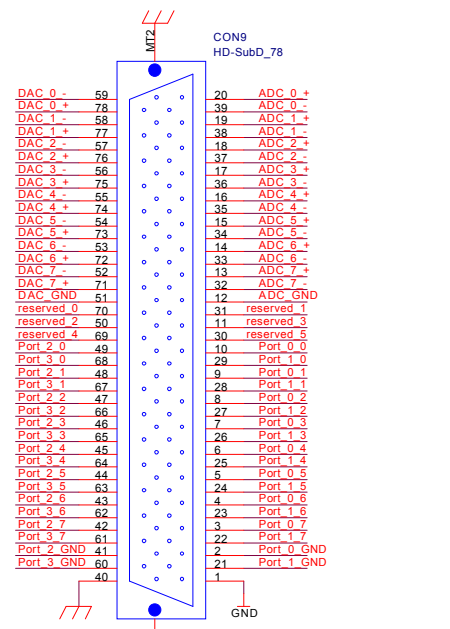 MT2
CON9
HD-SubD_78
DAC_0_- 59 20 ADC_0_+
DAC_0_+ 78 39 ADC_0_-
DAC_1_- 58 19 ADC_1_+
DAC_1_+ 77 38 ADC_1_-
DAC_2_- 57 18 ADC_2_+
DAC_2_+ 76 37 ADC_2_-
DAC_3_- 56 17 ADC_3_+
DAC_3_+ 75 36 ADC_3_-
DAC_4_- 55 16 ADC_4_+
DAC_4_+ 74 35 ADC_4_-
DAC_5_- 54 15 ADC_5_+
DAC_5_+ 73 34 ADC_5_-
DAC_6_- 53 14 ADC_6_+
DAC_6_+ 72 33 ADC_6_-
DAC_7_- 52 13 ADC_7_+
DAC_7_+ 71 32 ADC_7_-
DAC_GND 51 12 ADC_GND
reserved_0 70 31 reserved_1
reserved_2 50 11 reserved_3
reserved_4 69 30 reserved_5
Port_2_0 49 10 Port_0_0
Port_3_0 68 29 Port_1_0
Port_2_1 48 9 Port_0_1
Port_3_1 67 28 Port_1_1
Port_2_2 47 8 Port_0_2
Port_3_2 66 27 Port_1_2
Port_2_3 46 7 Port_0_3
Port_3_3 65 26 Port_1_3
Port_2_4 45 6 Port_0_4
Port_3_4 64 25 Port_1_4
Port_2_5 44 5 Port_0_5
Port_3_5 63 24 Port_1_5
Port_2_6 43 4 Port_0_6
Port_3_6 62 23 Port_1_6
Port_2_7 42 3 Port_0_7
Port_3_7 61 22 Port_1_7
Port_2_GND 41 2 Port_0_GND
Port_3_GND 60 21 Port_1_GND
40 1
GND